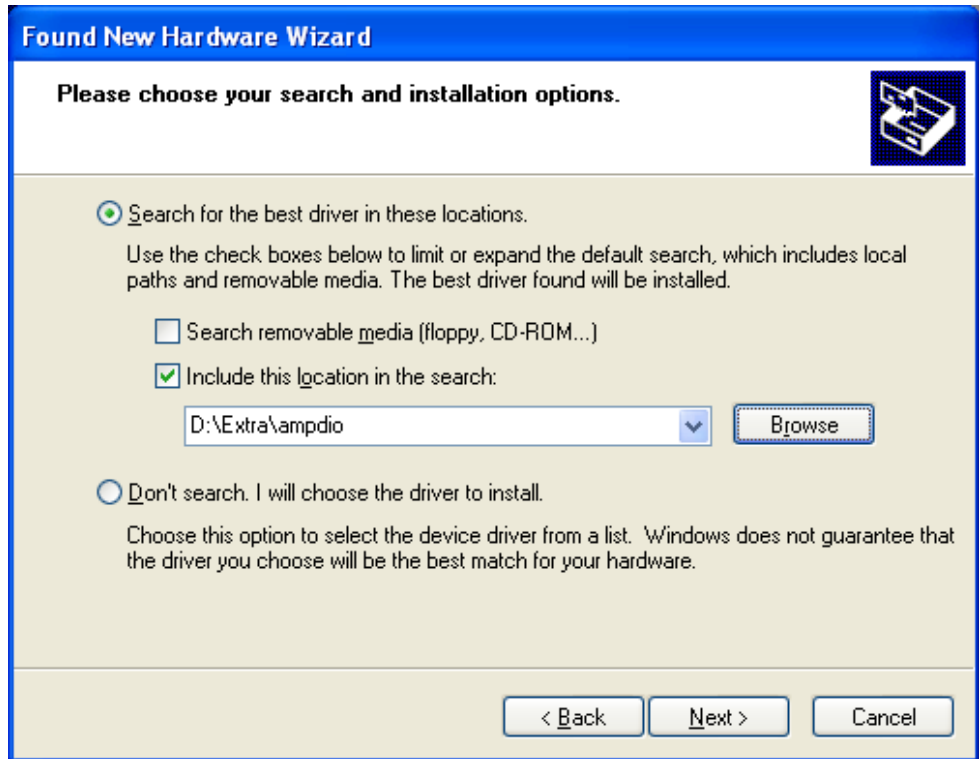 Found New Hardware Wizard
Please choose your search and installation options.
Search for the best driver in these locations.
Use the check boxes below to limit or expand the default search, which includes local
paths and removable media. The best driver found will be installed.
Search removable media (floppy, CD-ROM...)
Include this location in the search:
D:\Extra\ampdio
Browse
Don't search. I will choose the driver to install.
Choose this option to select the device driver from a list. Windows does not guarantee that
the driver you choose will be the best match for your hardware.
< Back Next > Cancel